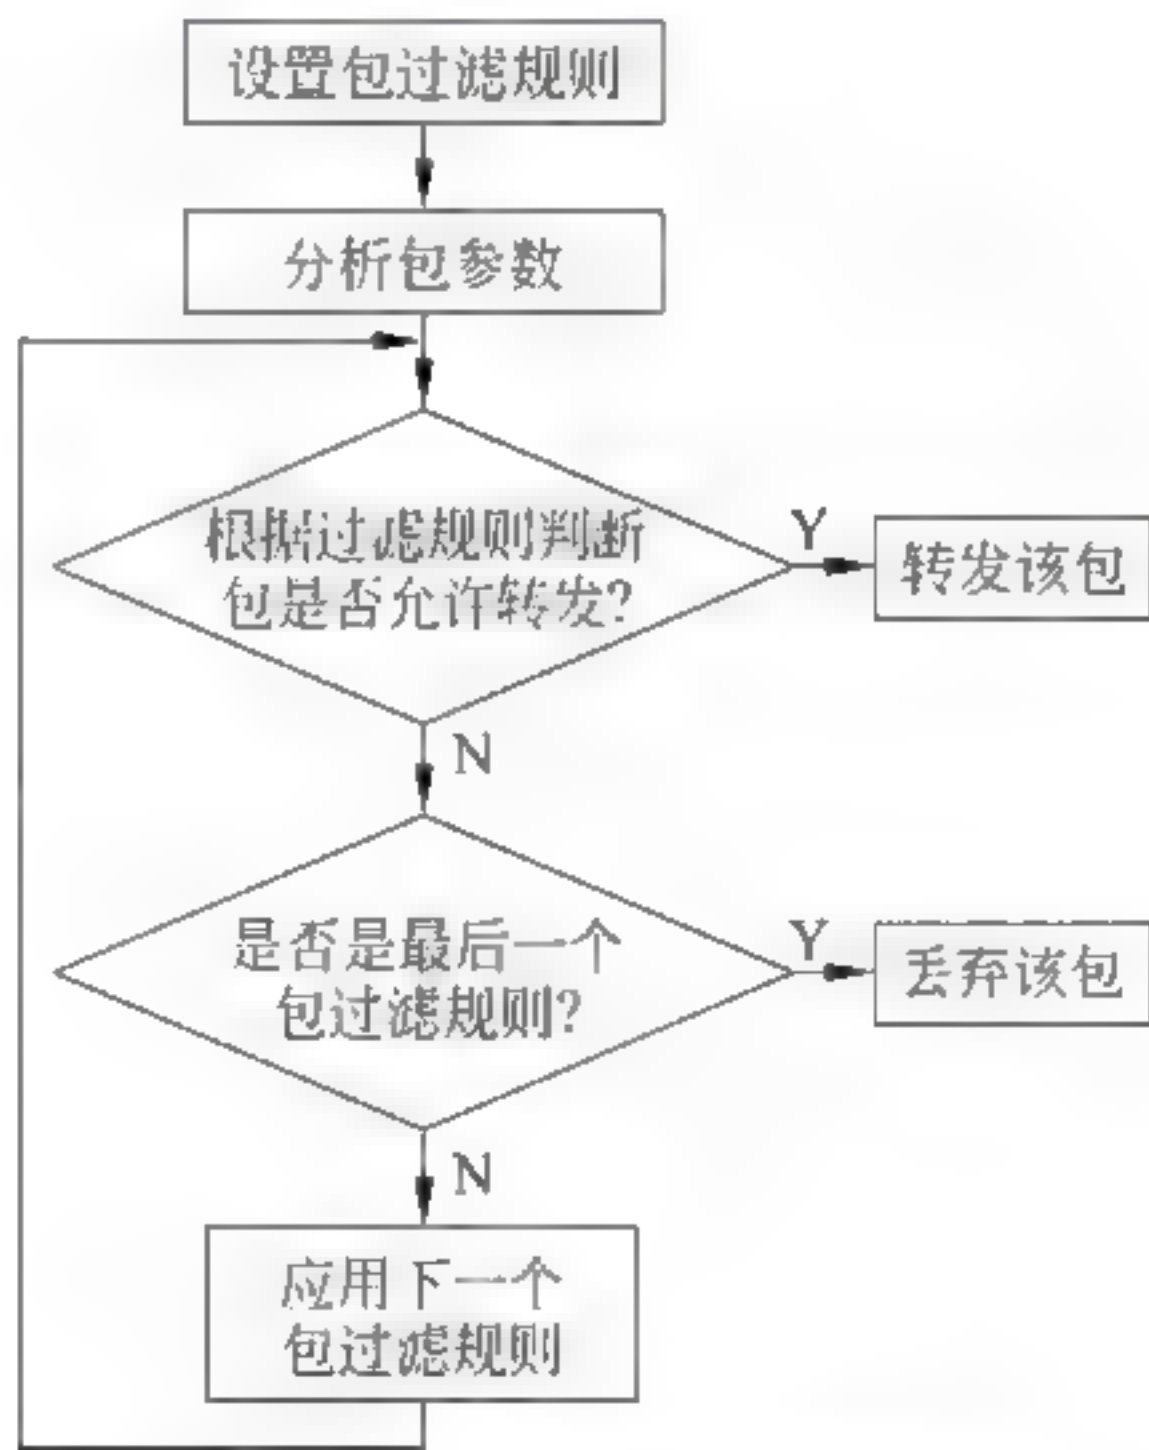 设置包过滤规则
分析包参数
根据过滤规则判断
包是否允许转发?
Y
转发该包
N
是否是最后一个
包过滤规则?
Y
丢弃该包
N
应用下一个
包过滤规则